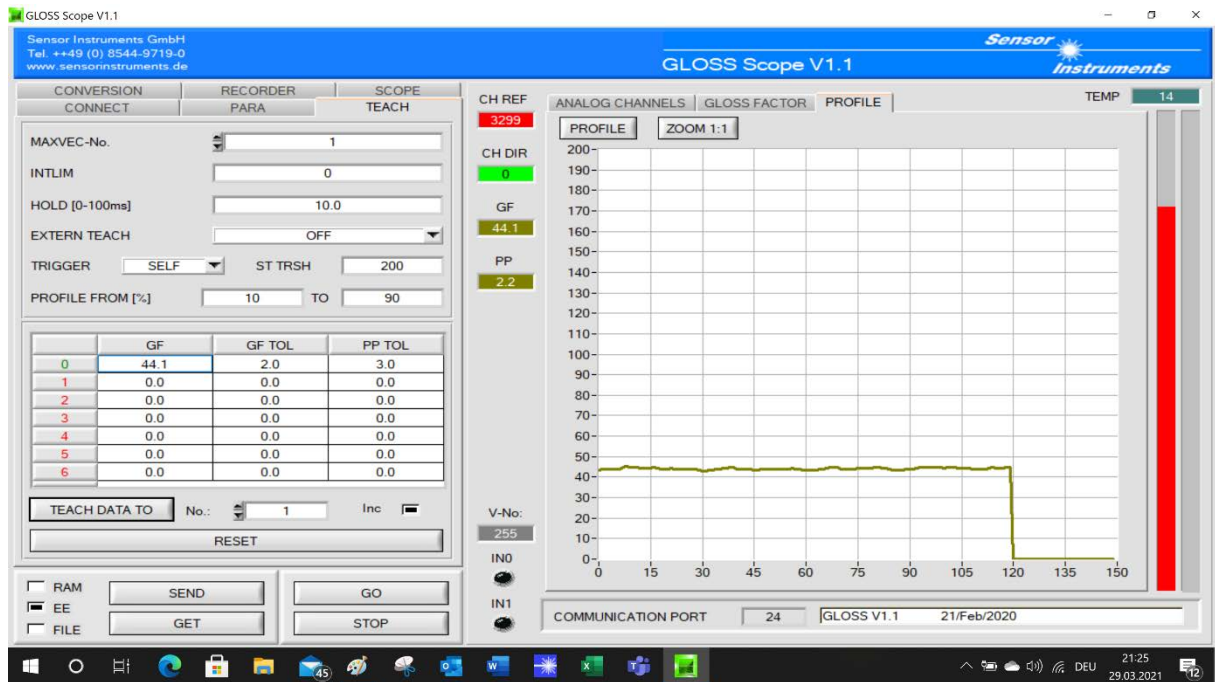 GLOSS Scope V1.1
Sensor Instruments GmbH
Tel. ++49 (0) 8544-9719-0
www.sensorinstruments.de
GLOSS Scope V1.1
Sensor
Instruments
CONVERSION RECORDER SCOPE
CONNECT PARA TEACH
MAXVEC-No. 1
INTLIM 0
HOLD [0-100ms] 10.0
EXTERN TEACH OFF
TRIGGER SELF ST TRSH 200
PROFILE FROM [%] 10 TO 90
GF GF TOL PP TOL
0 44.1 2.0 3.0
1 0.0 0.0 0.0
2 0.0 0.0 0.0
3 0.0 0.0 0.0
4 0.0 0.0 0.0
5 0.0 0.0 0.0
6 0.0 0.0 0.0
TEACH DATA TO No.: 1 Inc
RESET
RAM
EE
FILE
SEND
GET
GO
STOP
CH REF
3299
CH DIR
0
GF
44.1
PP
2.2
V-No:
255
IN0
IN1
ANALOG CHANNELS GLOSS FACTOR PROFILE
TEMP 14
PROFILE ZOOM 1:1
200
190
180
170
160
150
140
130
120
110
100
90
80
70
60
50
40
30
20
10
0
0 15 30 45 60 75 90 105 120 135 150
COMMUNICATION PORT 24 GLOSS V1.1 21/Feb/2020
45
DEU
21:25
29.03.2021
12